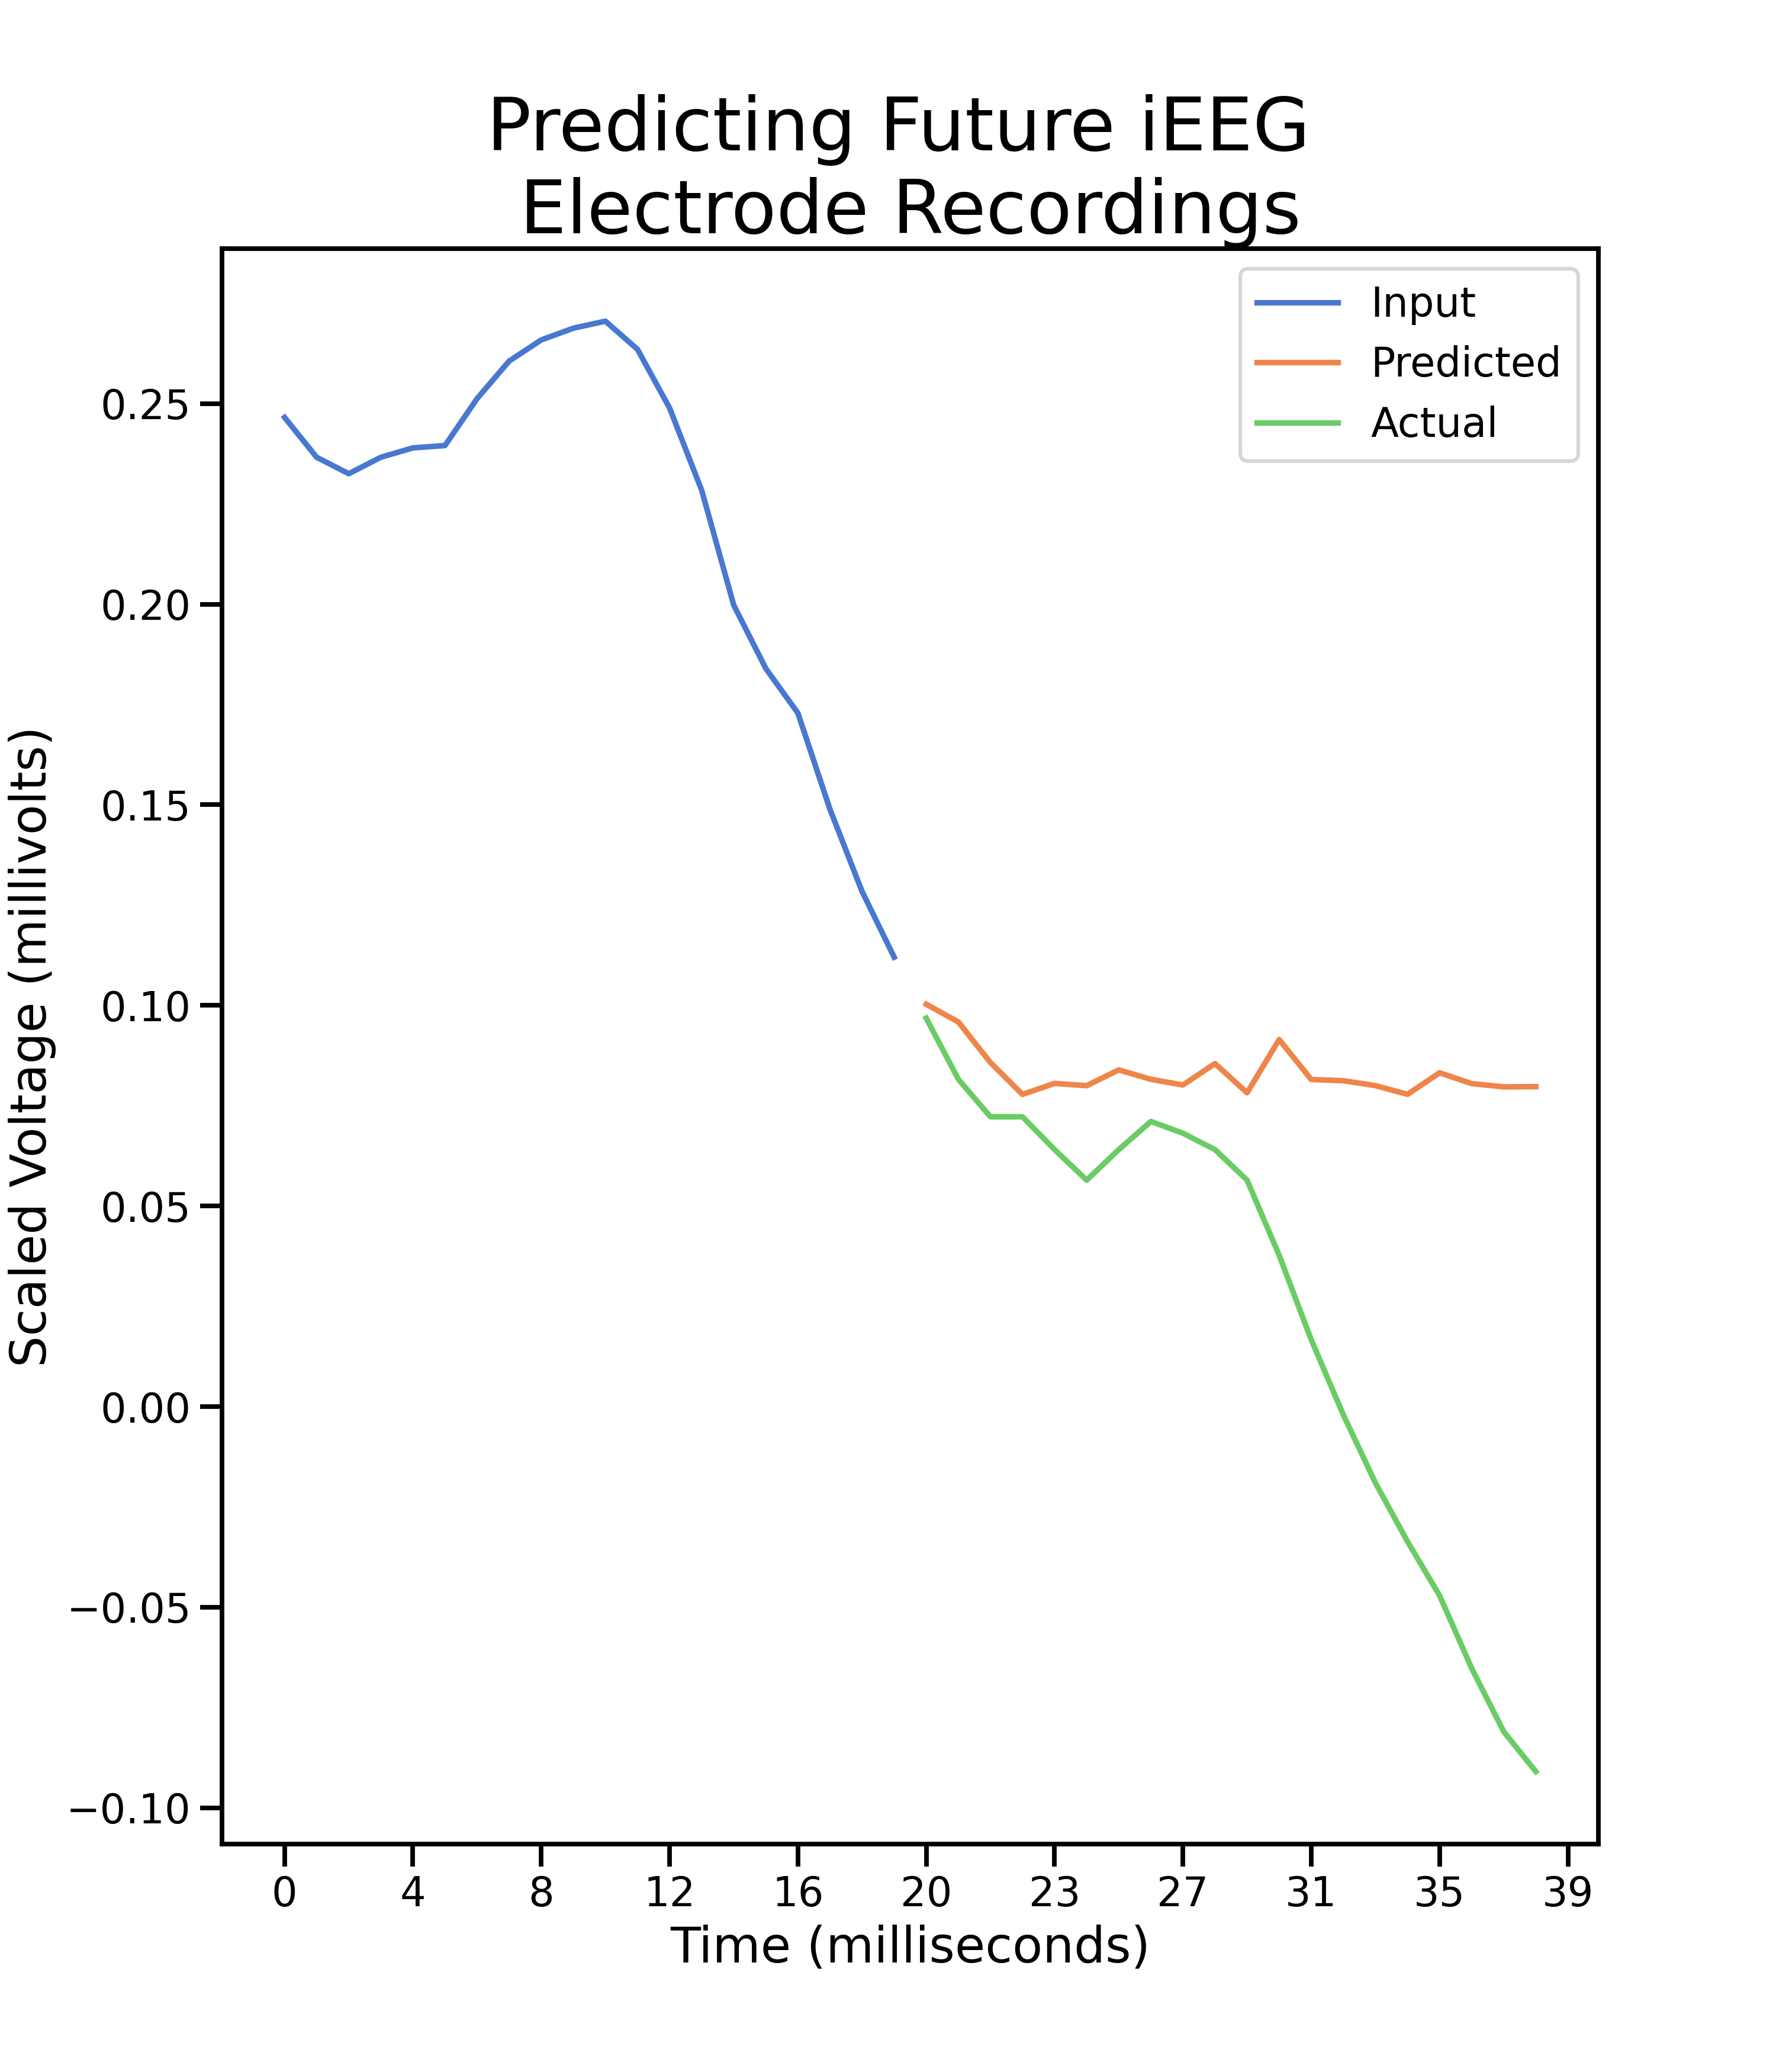 Predicting Future iEEG
Electrode Recordings
Input
Predicted
Actual
Scaled Voltage (millivolts)
0.25
0.20
0.15
0.10
0.05
0.00
−0.05
−0.10
0 4 8 12 16 20 23 27 31 35 39
Time (milliseconds)